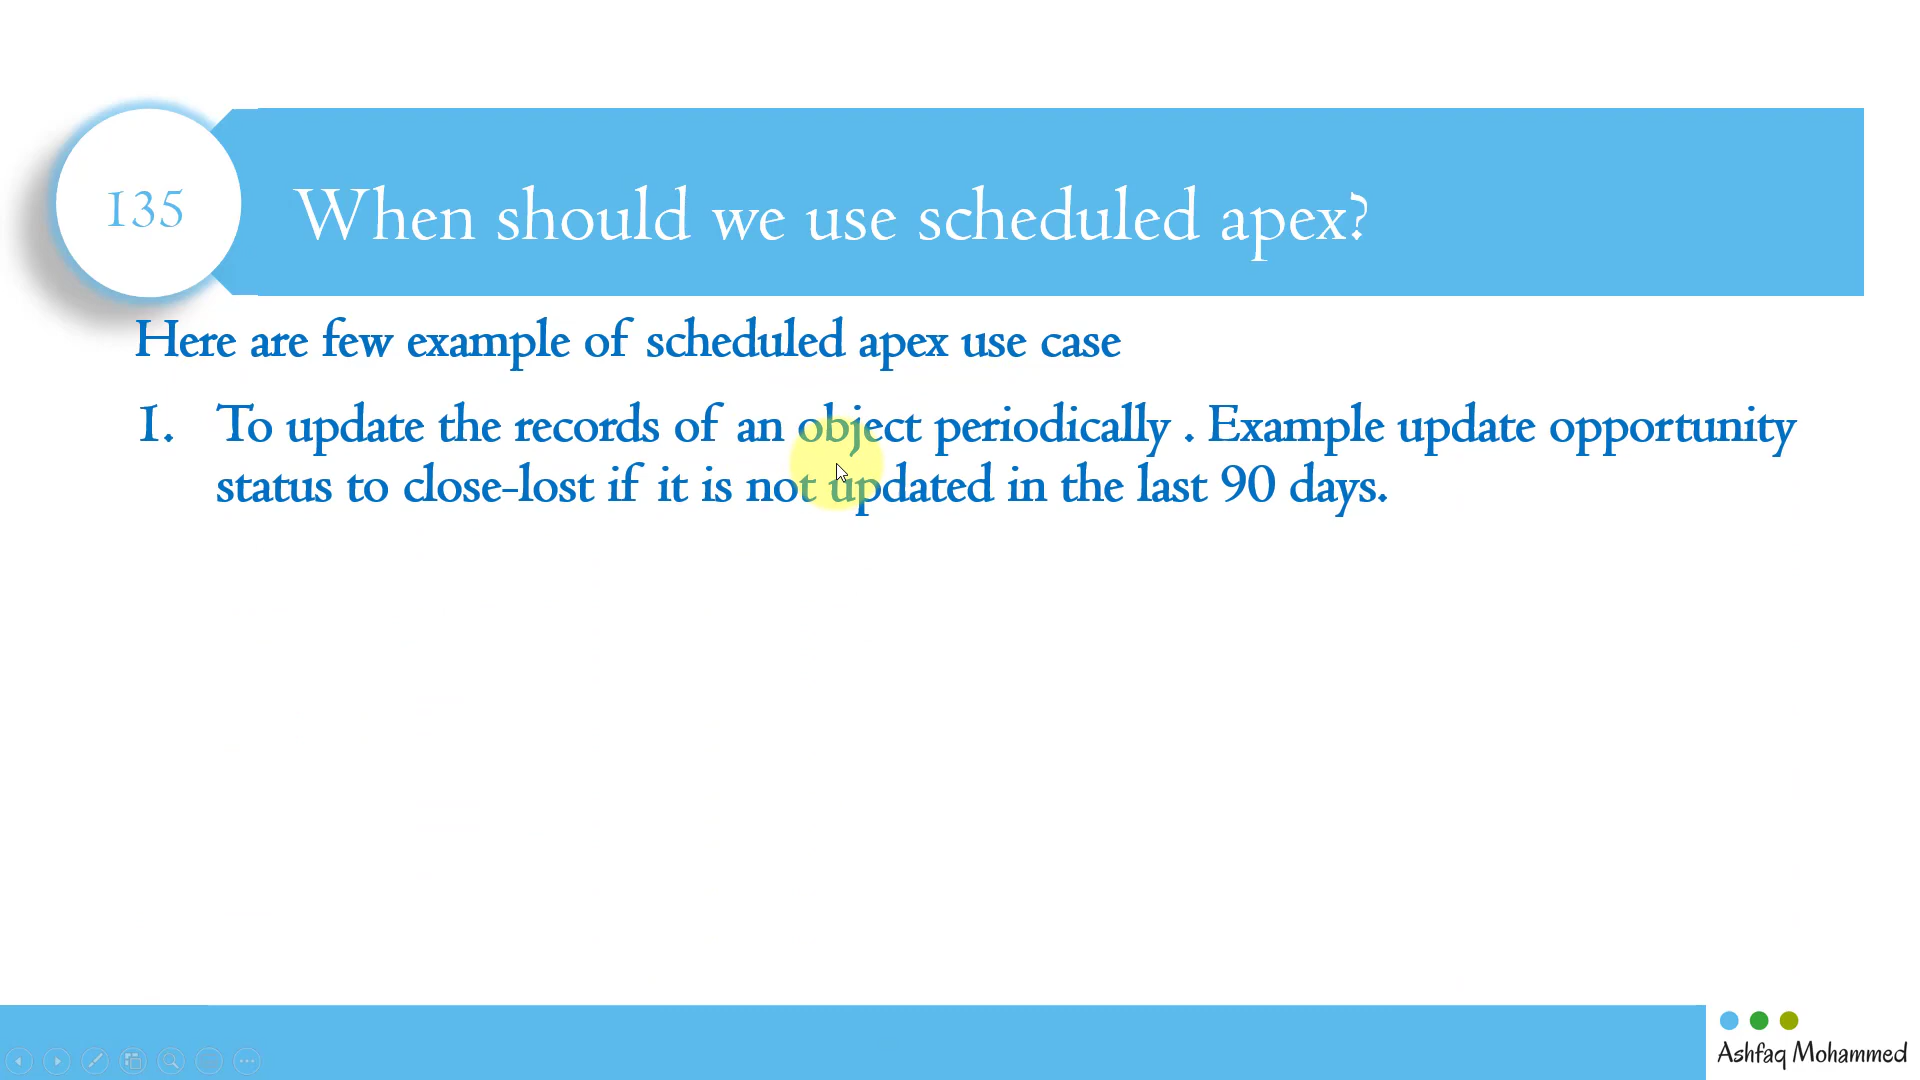 135
When should we use scheduled apex?
Here are few example of scheduled apex use case
1. To update the records of an object periodically . Example update opportunity
status to close-lost if it is not updated in the last 90 days.
Ashfaq Mohammed